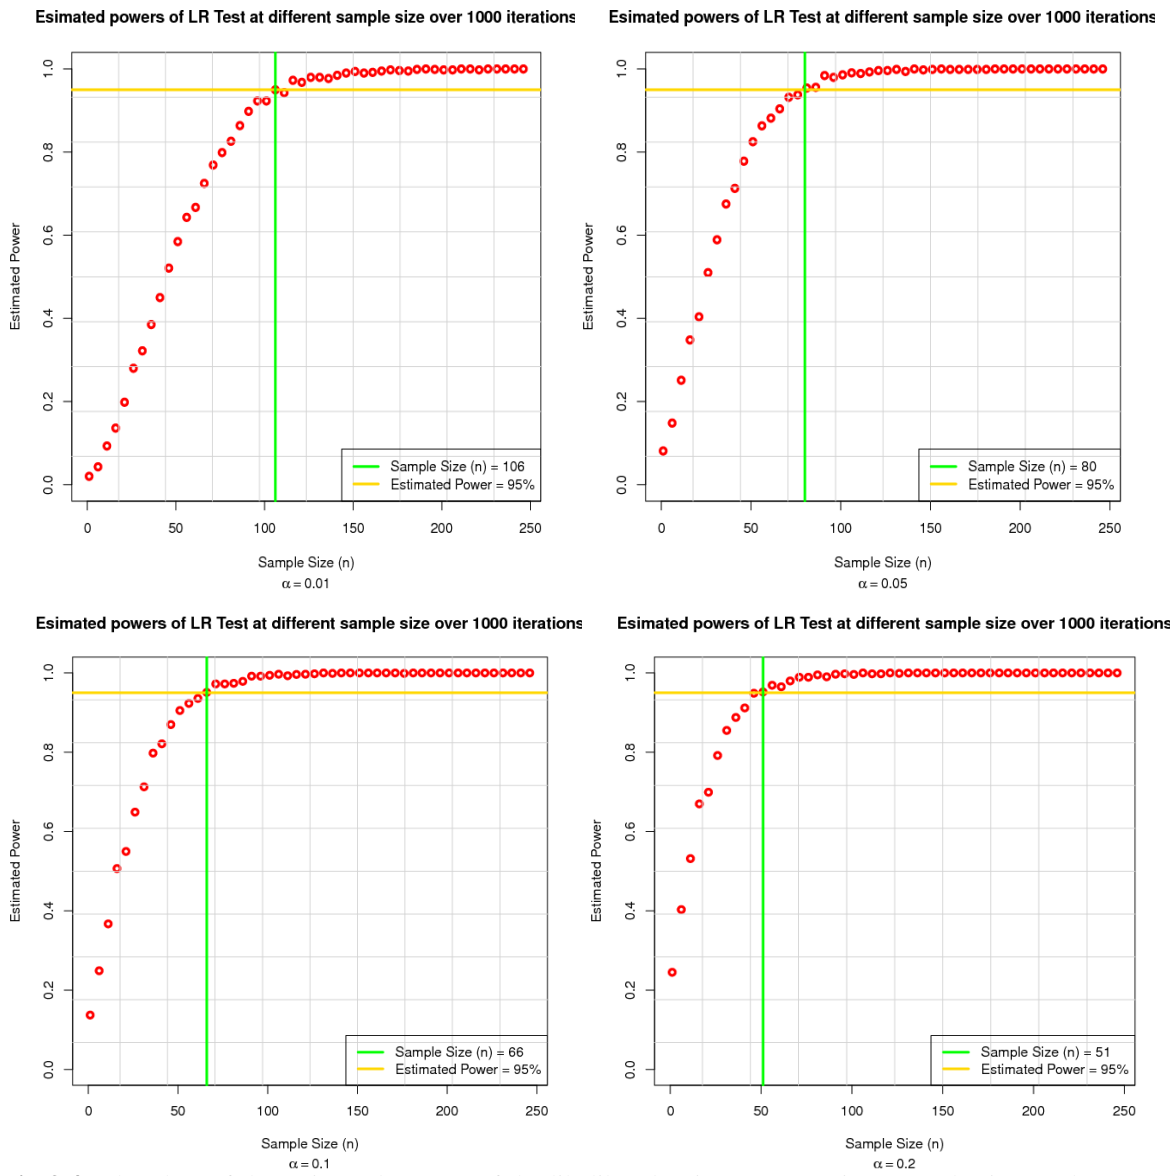 Esimated powers of LR Test at different sample size over 1000 iterations
Estimated Power
1.0
0.8
0.6
0.4
0.2
0.0
Sample Size (n) = 106
Estimated Power = 95%
0 50 100 150 200 250
Sample Size (n)
α = 0.01
Esimated powers of LR Test at different sample size over 1000 iterations
Estimated Power
1.0
0.8
0.6
0.4
0.2
0.0
Sample Size (n) = 80
Estimated Power = 95%
0 50 100 150 200 250
Sample Size (n)
α = 0.05
Esimated powers of LR Test at different sample size over 1000 iterations
Estimated Power
1.0
0.8
0.6
0.4
0.2
0.0
Sample Size (n) = 66
Estimated Power = 95%
0 50 100 150 200 250
Sample Size (n)
α = 0.1
Esimated powers of LR Test at different sample size over 1000 iterations
Estimated Power
1.0
0.8
0.6
0.4
0.2
0.0
Sample Size (n) = 51
Estimated Power = 95%
0 50 100 150 200 250
Sample Size (n)
α = 0.2